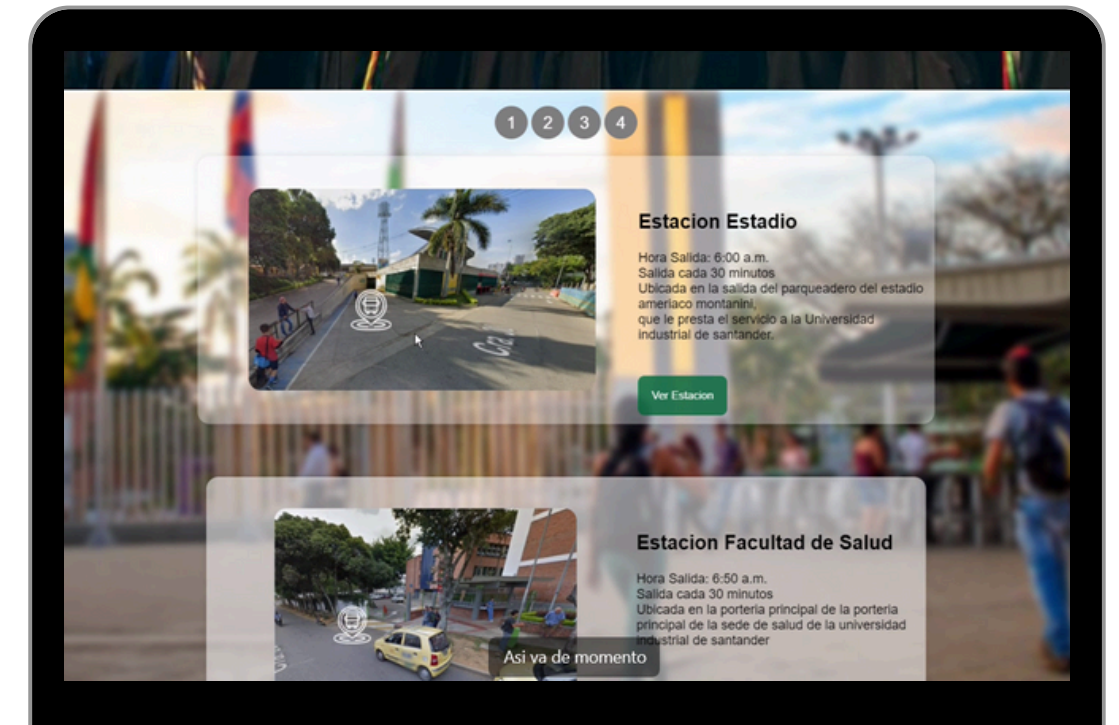 1 2 3 4
Estacion Estadio
Hora Salida: 6:00 a.m.
Salida cada 30 minutos
Ubicada en la salida del parqueadero del estadio
ameriaco montanini,
que le presta el servicio a la Universidad
industrial de santander.
Cra.
Ver Estacion
Estacion Facultad de Salud
Hora Salida: 6:50 a.m.
Salida cada 30 minutos
Ubicada en la porteria principal de la porteria
principal de la sede de salud de la universidad
industrial de santander
Asi va de momento